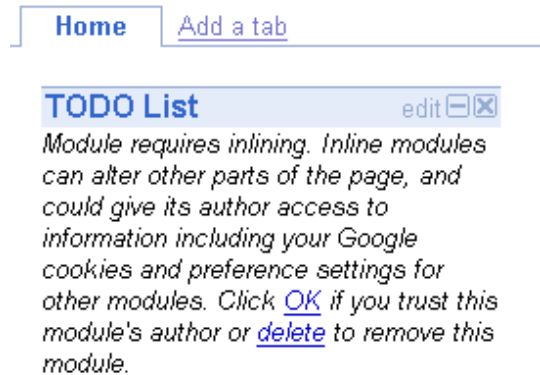 Home Add a tab
TODO List edit
Module requires inlining. Inline modules
can alter other parts of the page, and
could give its author access to
information including your Google
cookies and preference settings for
other modules. Click OK if you trust this
module's author or delete to remove this
module.